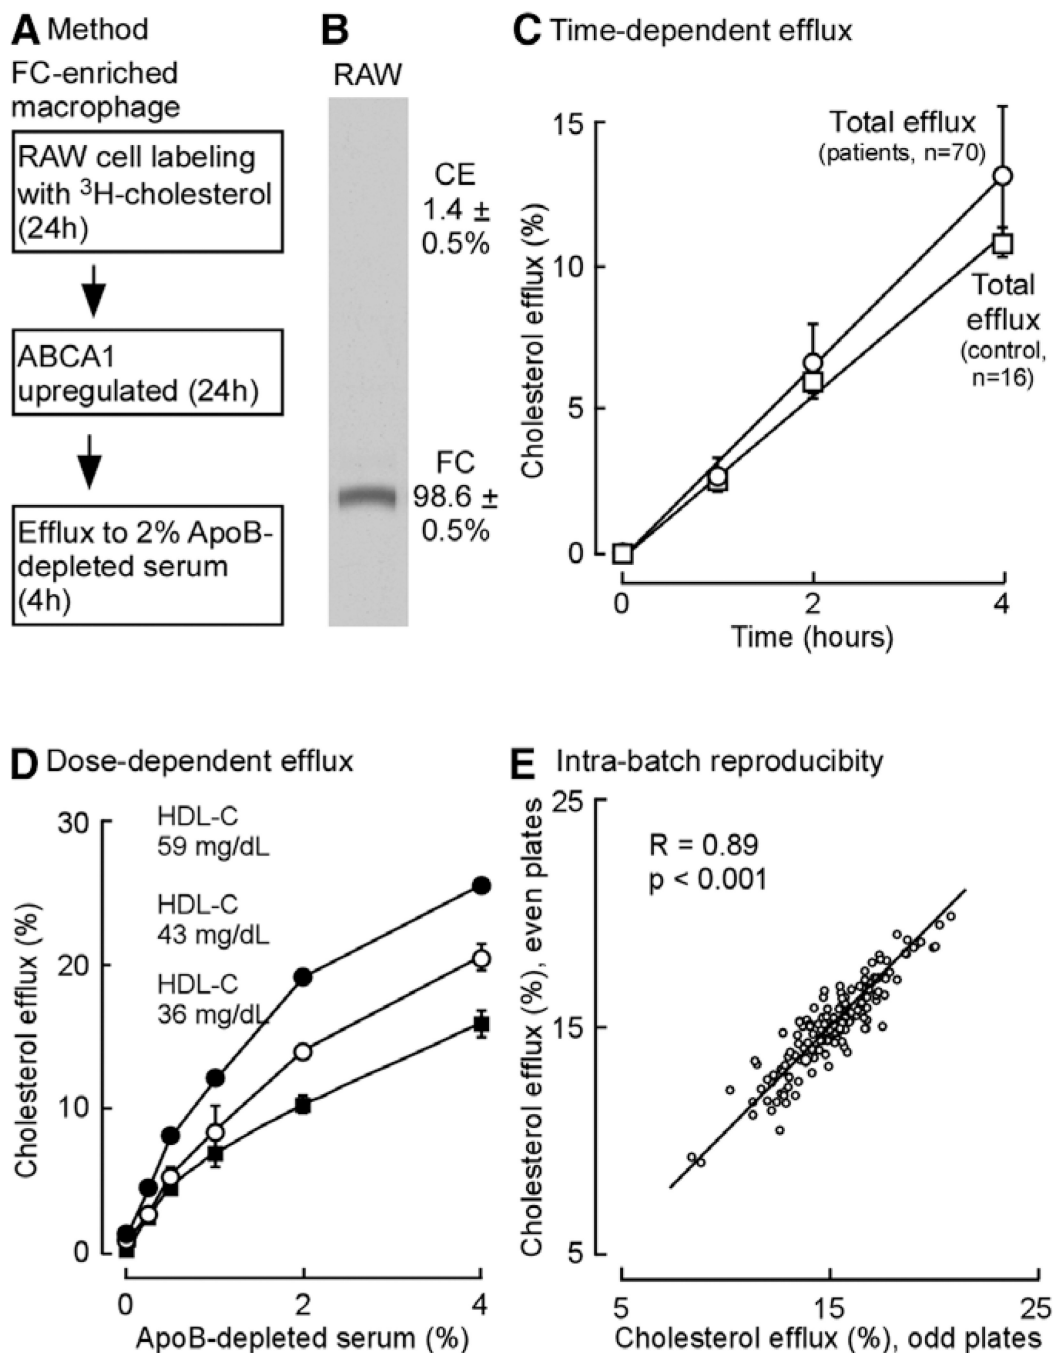 A Method
FC-enriched
macrophage
RAW cell labeling
with ³H-cholesterol
(24h)
ABCA1
upregulated (24h)
Efflux to 2% ApoB-
depleted serum
(4h)
B
RAW
CE
1.4 ±
0.5%
FC
98.6 ±
0.5%
C Time-dependent efflux
Cholesterol efflux (%)
15
10
5
0
Total efflux
(patients, n=70)
Total
efflux
(control,
n=16)
0 2 4
Time (hours)
D Dose-dependent efflux
Cholesterol efflux (%)
30
20
10
0
HDL-C
59 mg/dL
HDL-C
43 mg/dL
HDL-C
36 mg/dL
0 2 4
ApoB-depleted serum (%)
E Intra-batch reproducibity
Cholesterol efflux (%), even plates
25
15
5
R = 0.89
p < 0.001
5 15 25
Cholesterol efflux (%), odd plates